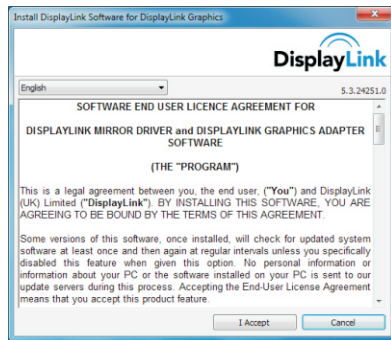 Install DisplayLink Software for DisplayLink Graphics
DisplayLink
English
5.3.24251.0
SOFTWARE END USER LICENCE AGREEMENT FOR
DISPLAYLINK MIRROR DRIVER and DISPLAYLINK GRAPHICS ADAPTER
SOFTWARE
(THE "PROGRAM")
This is a legal agreement between you, the end user, ("You") and DisplayLink
(UK) Limited ("DisplayLink"). BY INSTALLING THIS SOFTWARE, YOU ARE
AGREEING TO BE BOUND BY THE TERMS OF THIS AGREEMENT.
Some versions of this software, once installed, will check for updated system
software at least once and then again at regular intervals unless you specifically
disabled this feature when given this option. No personal information or
information about your PC or the software installed on your PC is sent to our
update servers during this process. Accepting the End-User License Agreement
means that you accept this product feature.
I Accept
Cancel